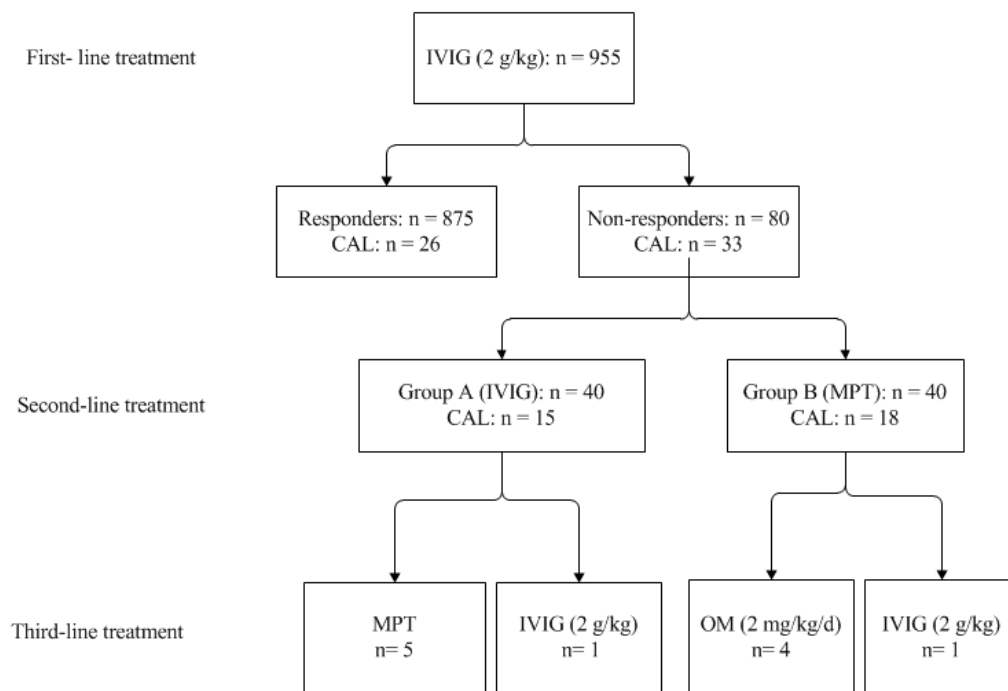 First- line treatment
IVIG (2 g/kg): n = 955
Responders: n = 875
CAL: n = 26
Non-responders: n = 80
CAL: n = 33
Second-line treatment
Group A (IVIG): n = 40
CAL: n = 15
Group B (MPT): n = 40
CAL: n = 18
Third-line treatment
MPT
n= 5
IVIG (2 g/kg)
n= 1
OM (2 mg/kg/d)
n= 4
IVIG (2 g/kg)
n= 1